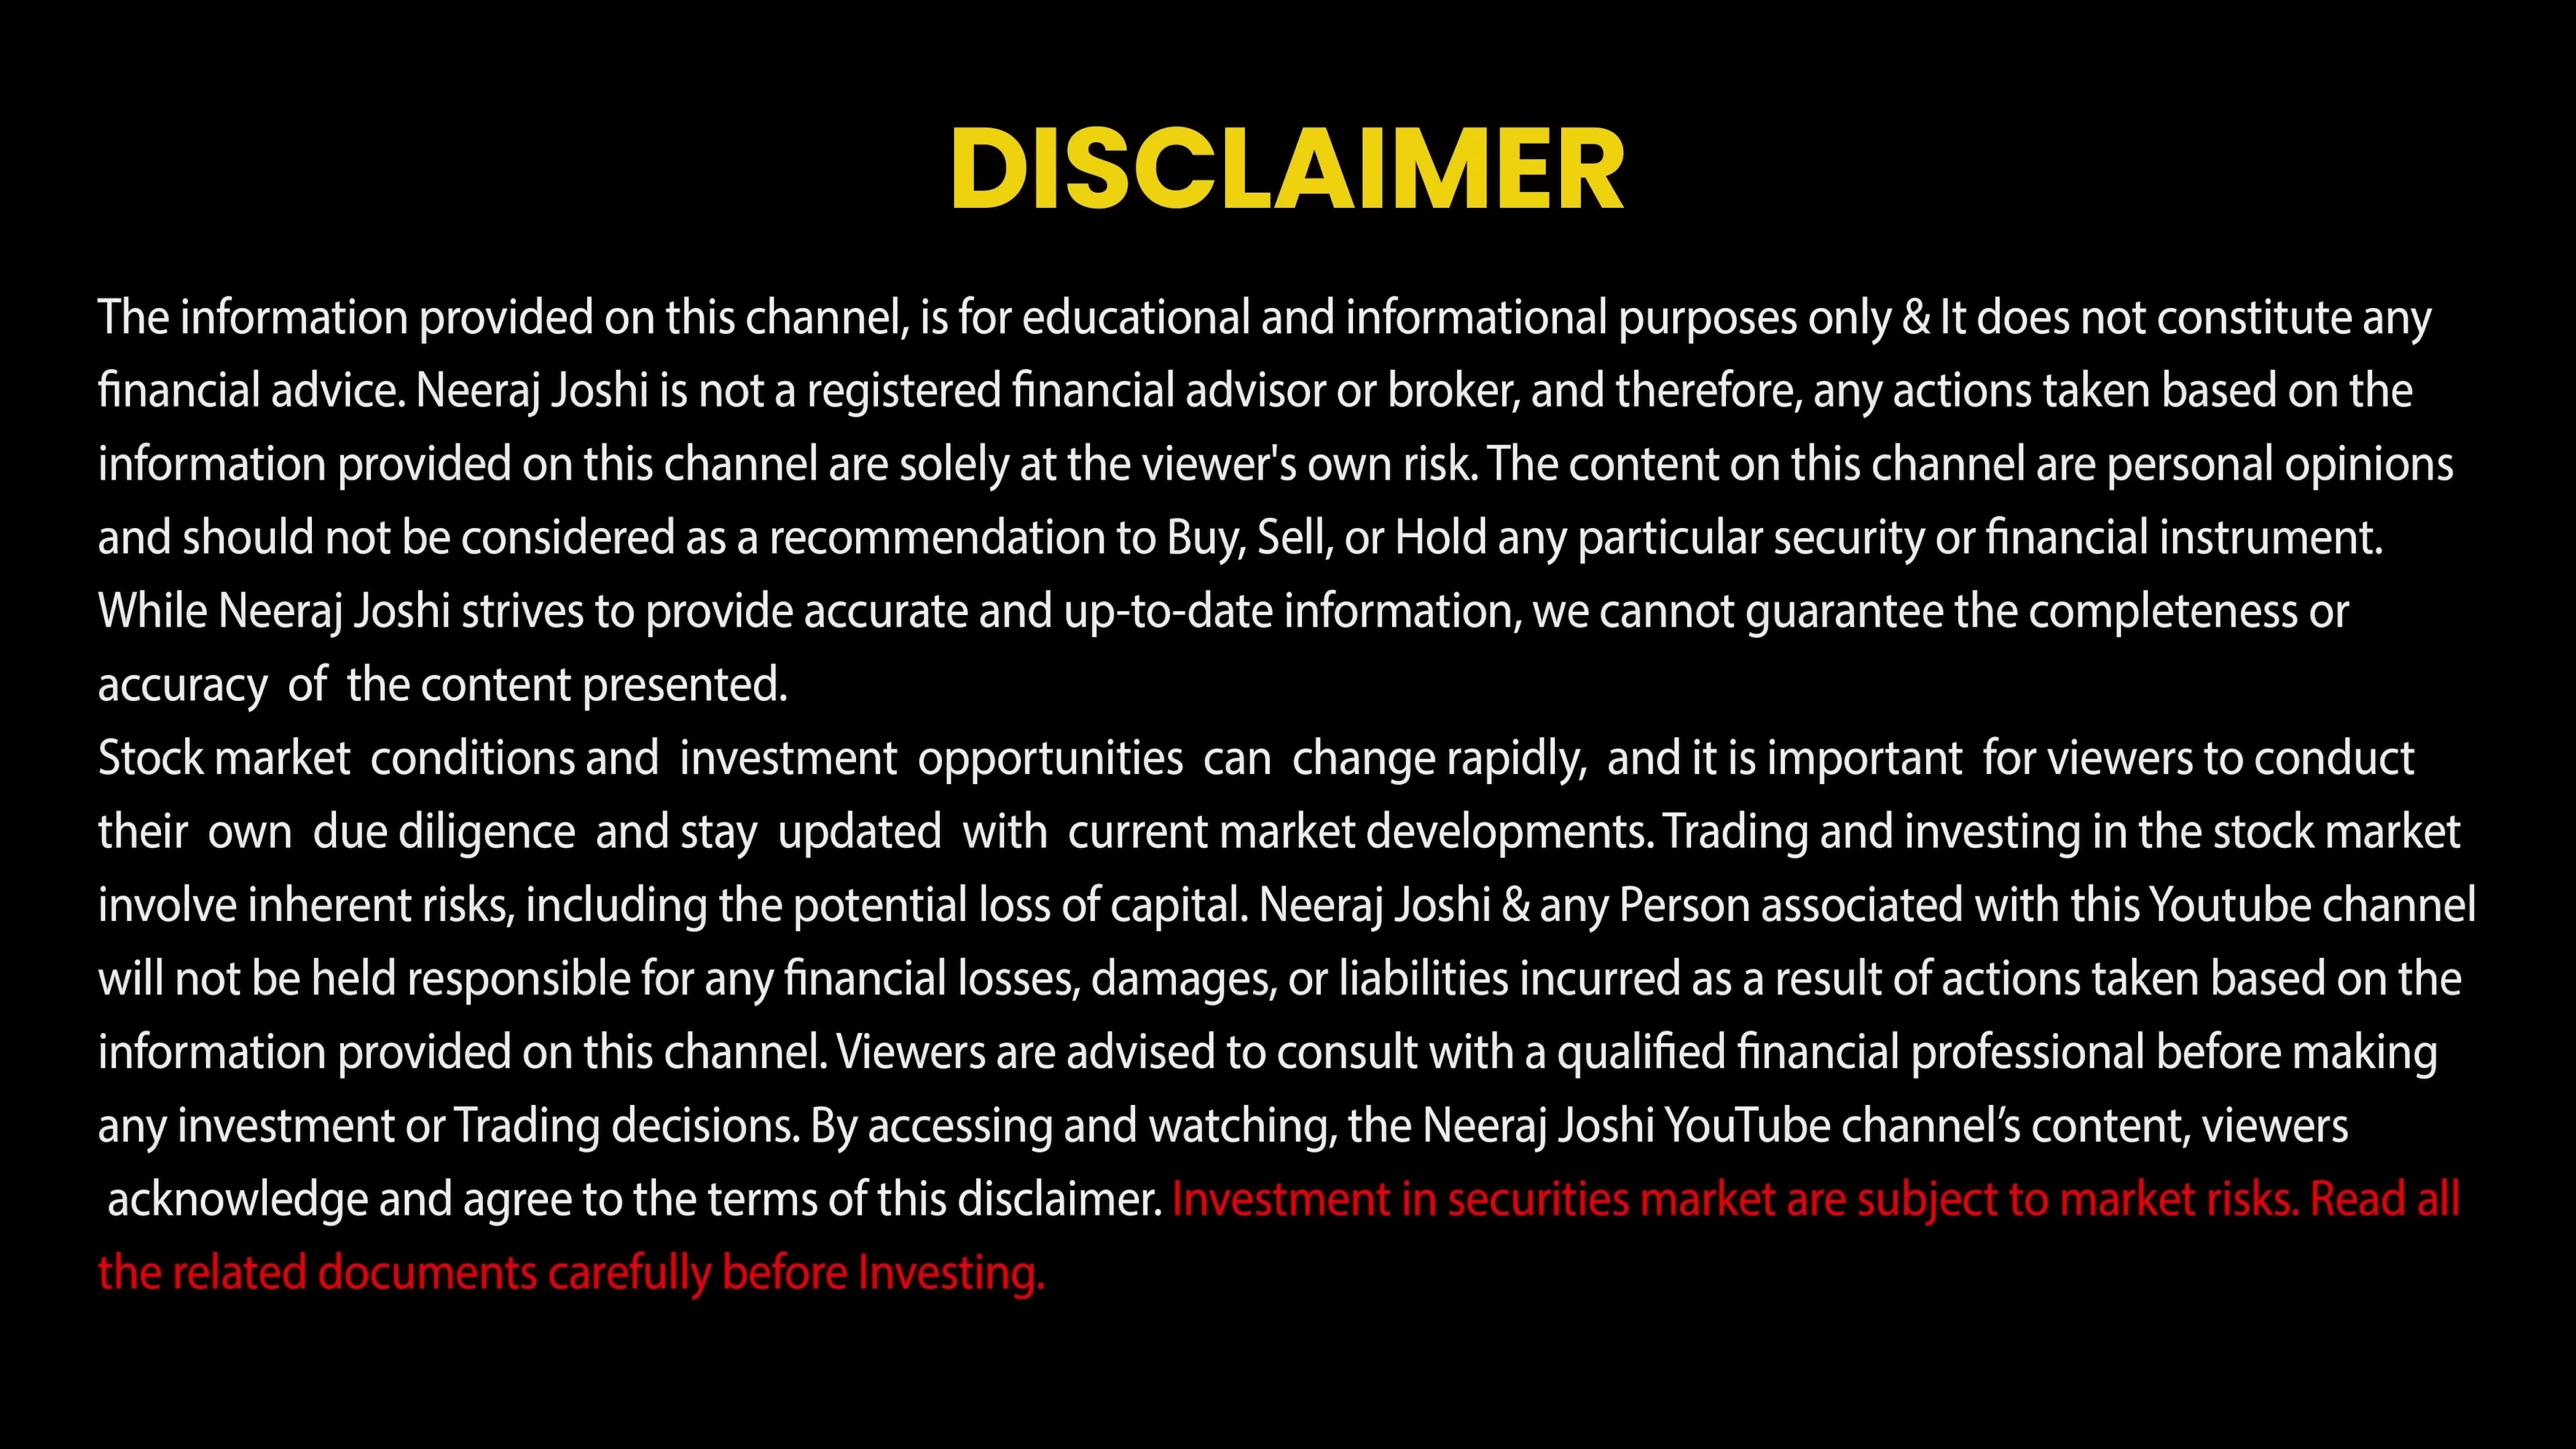 DISCLAIMER
The information provided on this channel, is for educational and informational purposes only & It does not constitute any
financial advice. Neeraj Joshi is not a registered financial advisor or broker, and therefore, any actions taken based on the
information provided on this channel are solely at the viewer's own risk. The content on this channel are personal opinions
and should not be considered as a recommendation to Buy, Sell, or Hold any particular security or financial instrument.
While Neeraj Joshi strives to provide accurate and up-to-date information, we cannot guarantee the completeness or
accuracy of the content presented.
Stock market conditions and investment opportunities can change rapidly, and it is important for viewers to conduct
their own due diligence and stay updated with current market developments. Trading and investing in the stock market
involve inherent risks, including the potential loss of capital. Neeraj Joshi & any Person associated with this Youtube channel
will not be held responsible for any financial losses, damages, or liabilities incurred as a result of actions taken based on the
information provided on this channel. Viewers are advised to consult with a qualified financial professional before making
any investment or Trading decisions. By accessing and watching, the Neeraj Joshi YouTube channel’s content, viewers
acknowledge and agree to the terms of this disclaimer. Investment in securities market are subject to market risks. Read all
the related documents carefully before Investing.